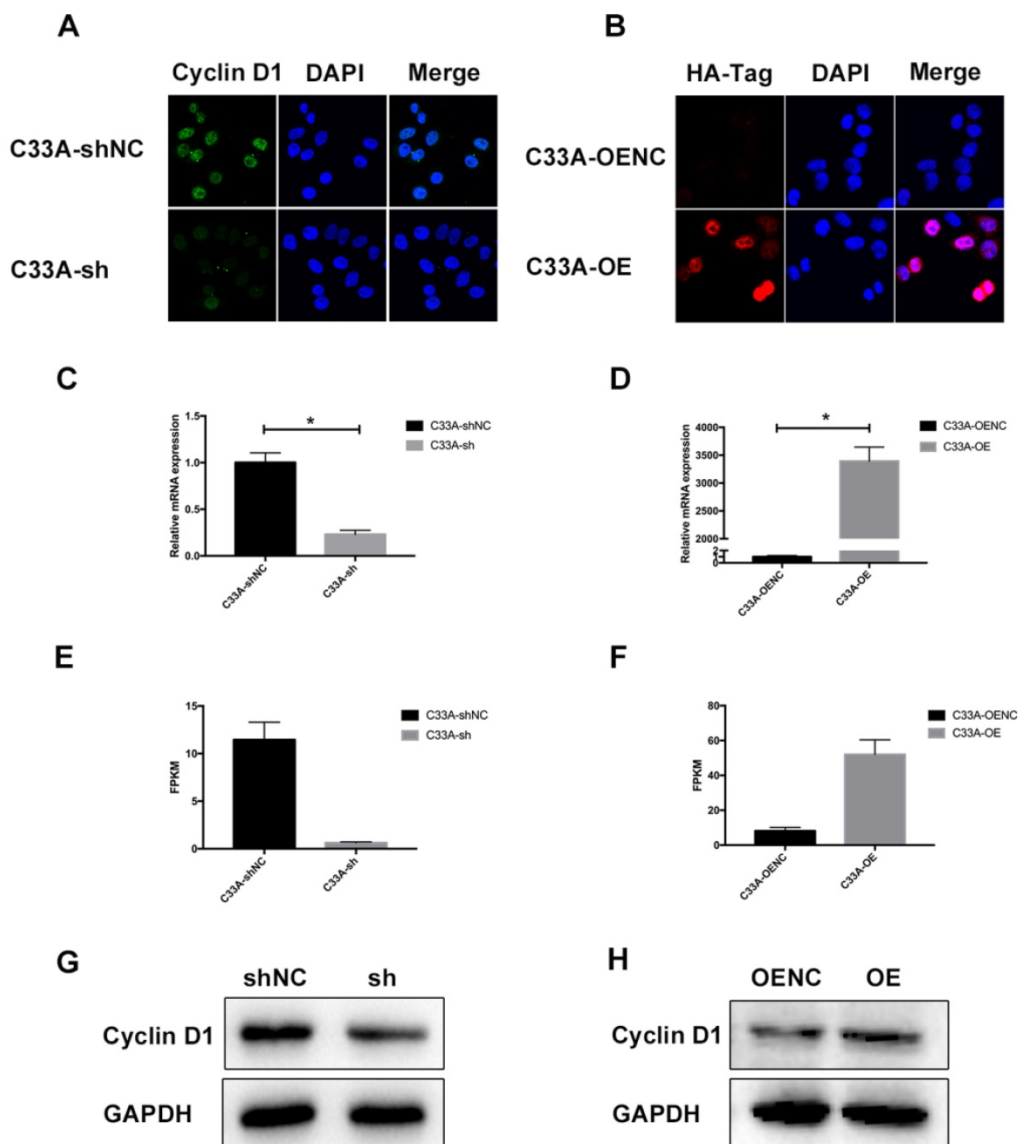 A
B
Cyclin D1 DAPI Merge
HA-Tag DAPI Merge
C33A-shNC
C33A-sh
C33A-OENC
C33A-OE
C
Relative mRNA expression
1.5
1.0
0.5
0.0
*
C33A-shNC
C33A-sh
C33A-shNC
C33A-sh
D
Relative mRNA expression
4000
3500
3000
2500
2000
2
1
0
*
C33A-OENC
C33A-OE
C33A-OENC
C33A-OE
E
FPKM
15
10
5
0
C33A-shNC
C33A-sh
C33A-shNC
C33A-sh
F
FPKM
80
60
40
20
0
C33A-OENC
C33A-OE
C33A-OENC
C33A-OE
G
shNC sh
Cyclin D1
GAPDH
H
OENC OE
Cyclin D1
GAPDH